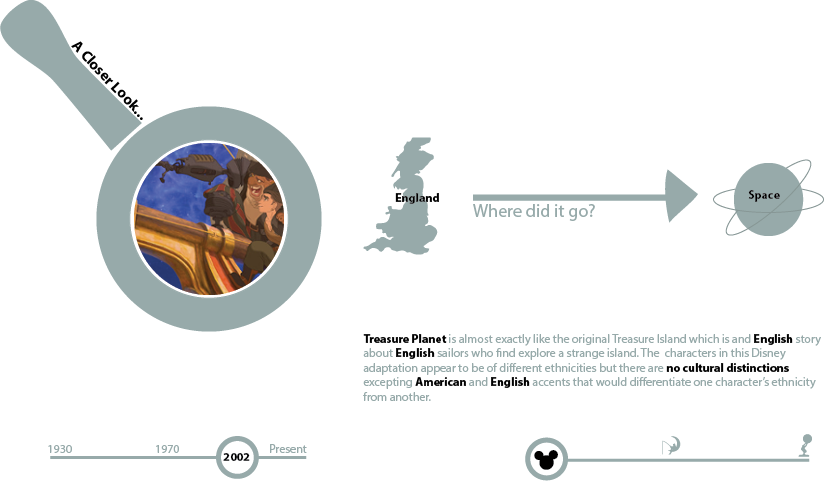 A Closer Look...
England
Where did it go?
Space
Treasure Planet is almost exactly like the original Treasure Island which is and English story
about English sailors who find explore a strange island. The characters in this Disney
adaptation appear to be of different ethnicities but there are no cultural distinctions
excepting American and English accents that would differentiate one character's ethnicity
from another.
1930
1970
2002
Present